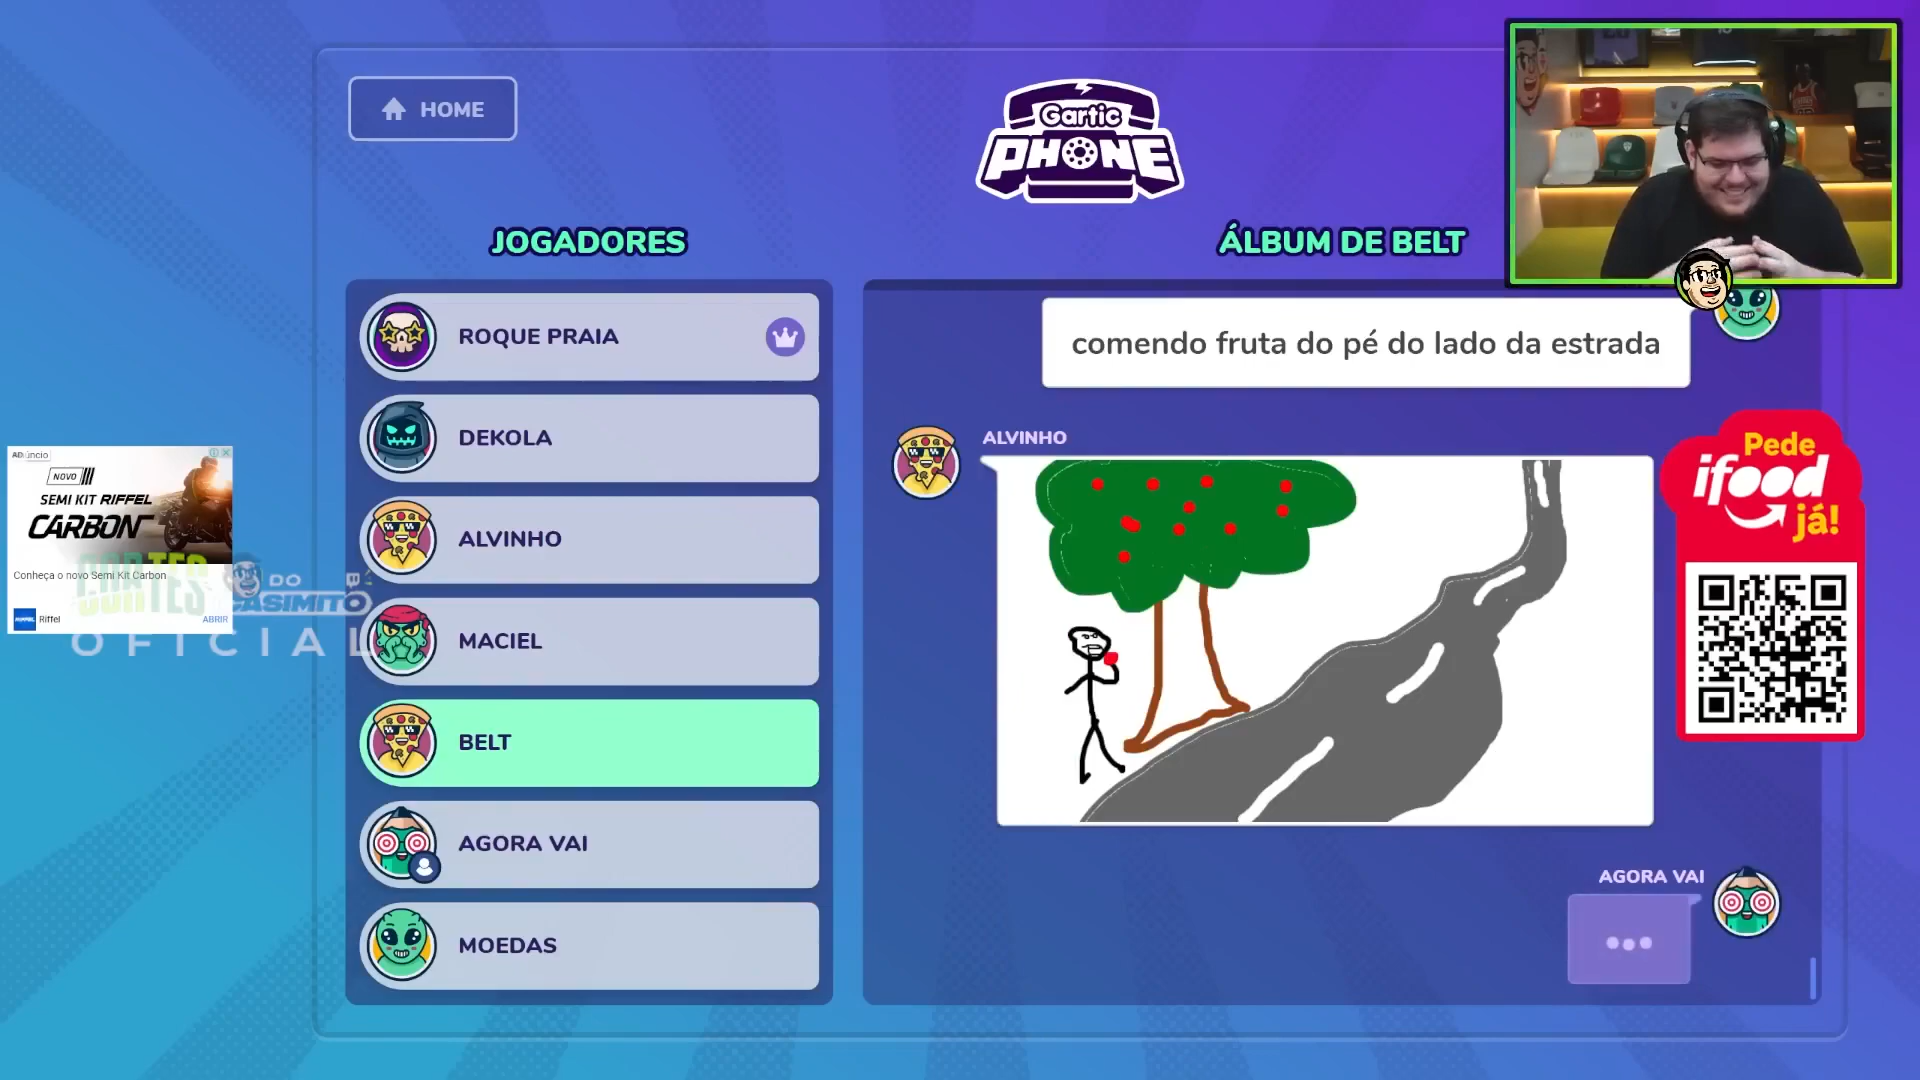 HOME
Gartic
PHONE
JOGADORES
ÁLBUM DE BELT
ROQUE PRAIA
DEKOLA
ALVINHO
MACIEL
BELT
AGORA VAI
MOEDAS
comendo fruta do pé do lado da estrada
ALVINHO
AGORA VAI
...
Pede
ifood
já!
NOVO
SEMI KIT RIFFEL
CARBON
Conheça o novo Semi Kit Carbon
Riffel
ABRIR
CORTES
DO
CASIMITO
OFICIAL